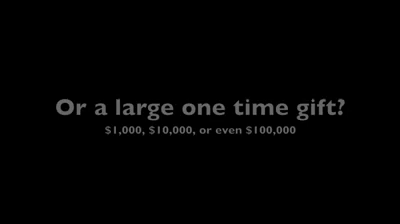 Or a large one time gift?
$1,000, $10,000, or even $100,000